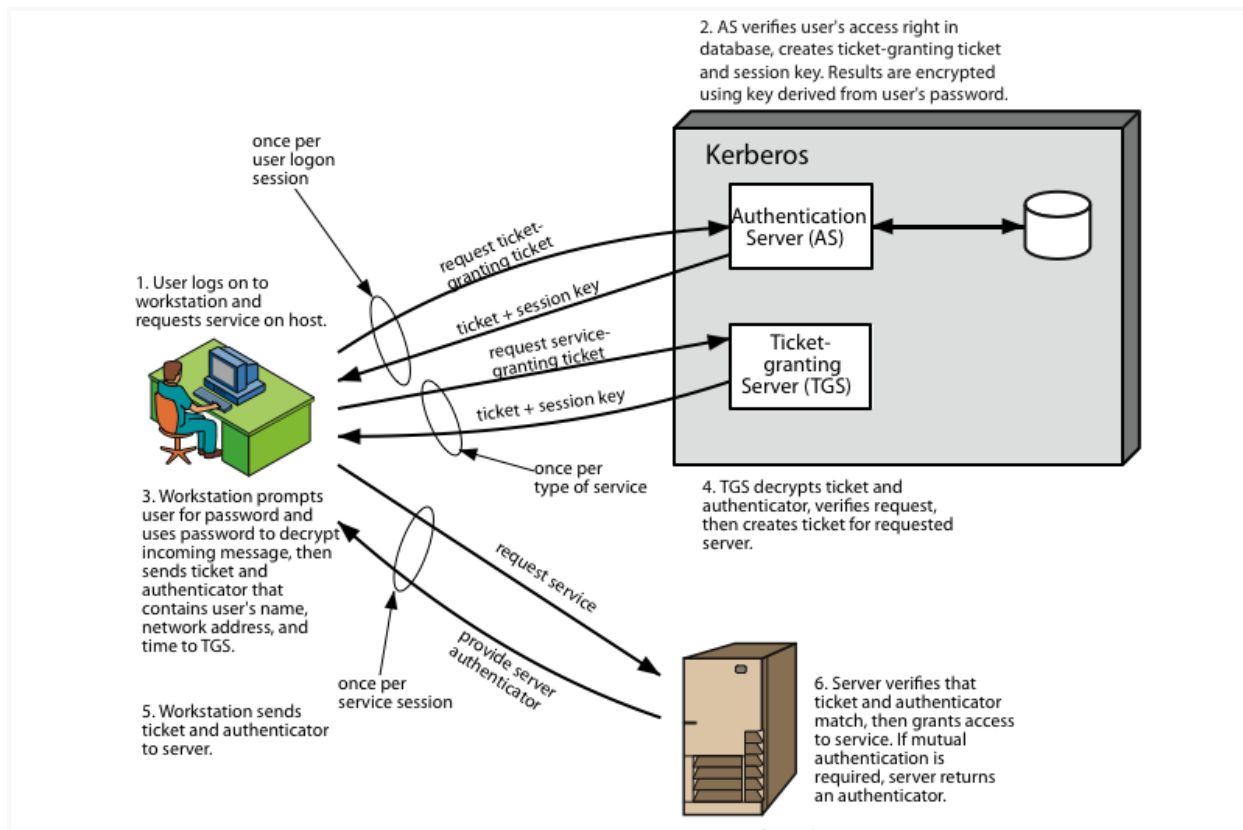 2. AS verifies user's access right in
database, creates ticket-granting ticket
and session key. Results are encrypted
using key derived from user's password.
once per
user logon
session
Kerberos
Authentication
Server (AS)
request ticket-
granting ticket
1. User logs on to
workstation and
requests service on host.
ticket + session key
request service-
granting ticket
Ticket-
granting
Server (TGS)
ticket + session key
once per
type of service
4. TGS decrypts ticket and
authenticator, verifies request,
then creates ticket for requested
server.
3. Workstation prompts
user for password and
uses password to decrypt
incoming message, then
sends ticket and
authenticator that
contains user's name,
network address, and
time to TGS.
request service
provide server
authenticator
once per
service session
5. Workstation sends
ticket and authenticator
to server.
6. Server verifies that
ticket and authenticator
match, then grants access
to service. If mutual
authentication is
required, server returns
an authenticator.